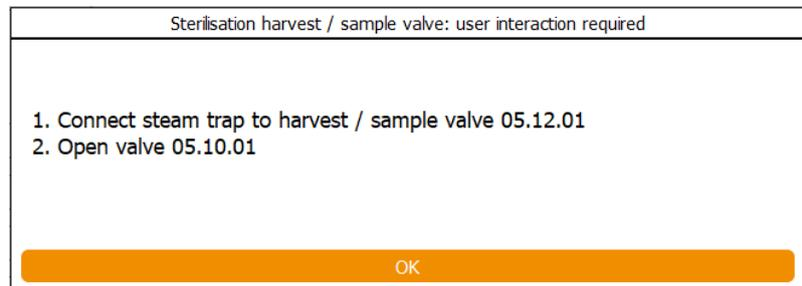 Sterilisation harvest / sample valve: user interaction required
1. Connect steam trap to harvest / sample valve 05.12.01
2. Open valve 05.10.01
OK